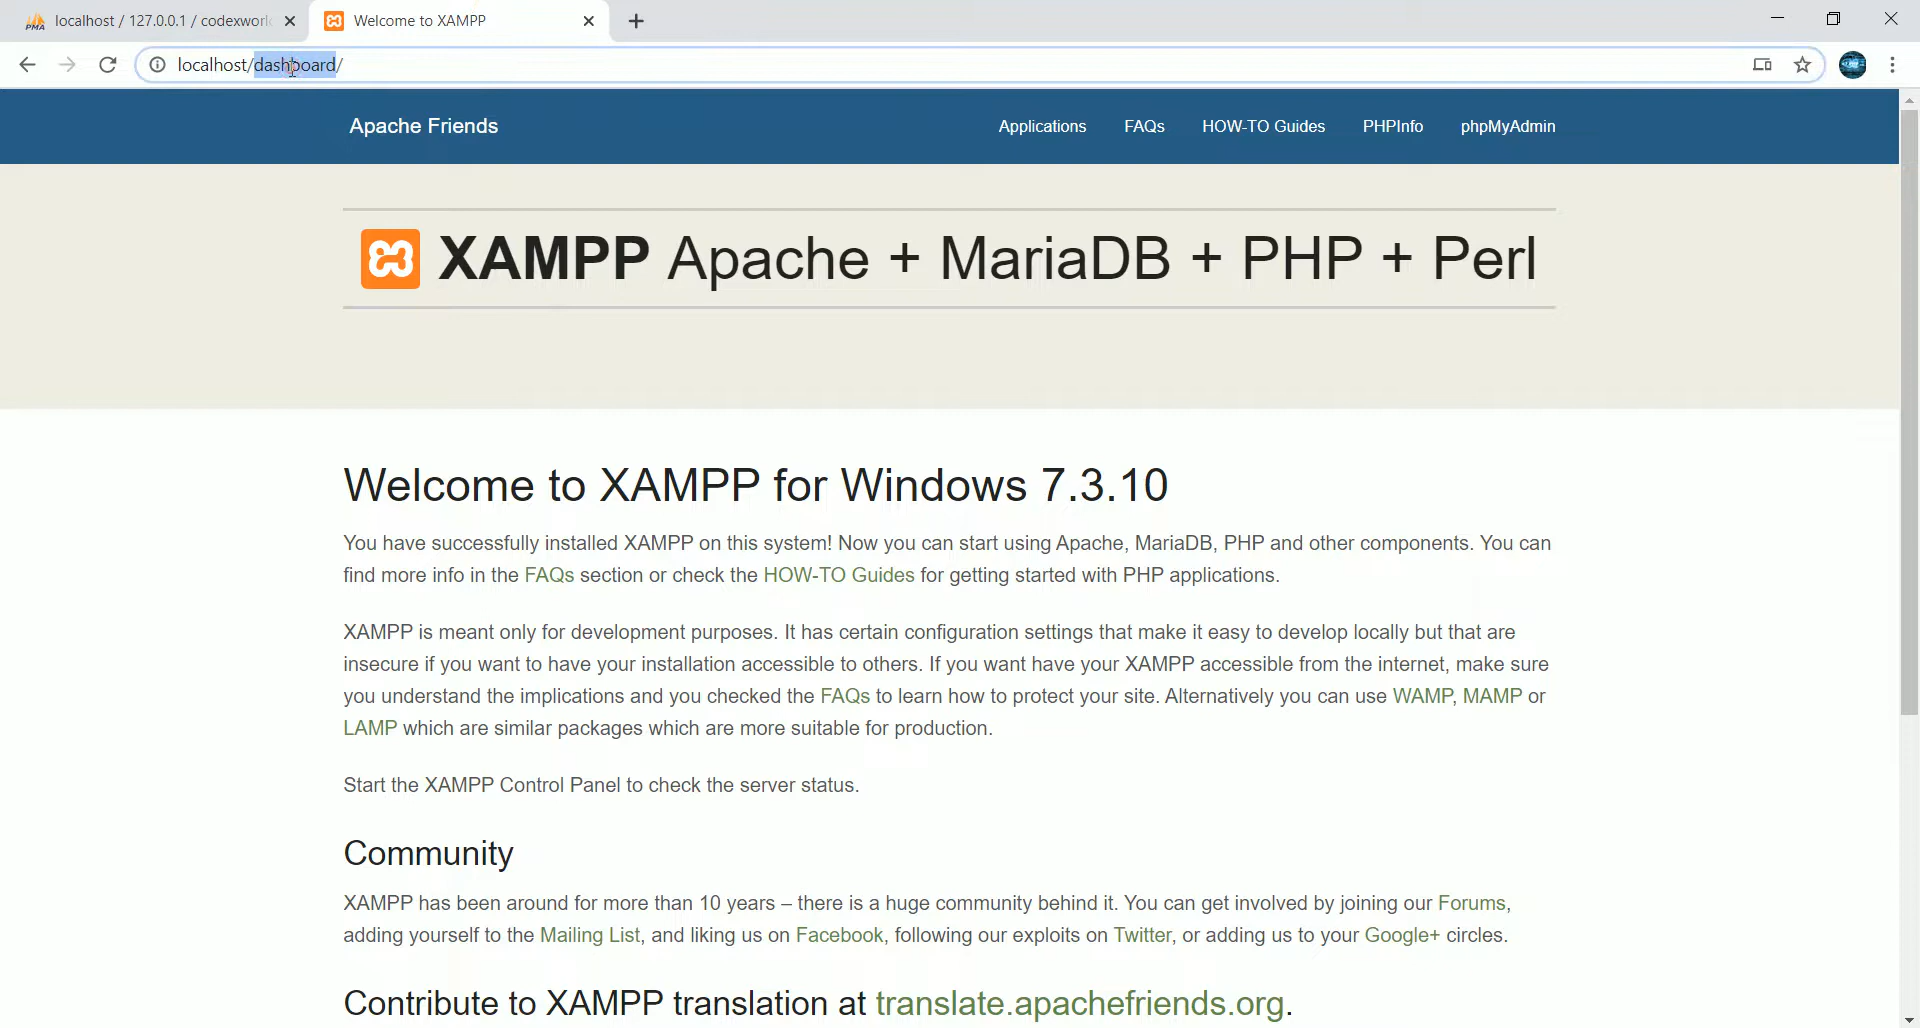 localhost / 127.0.0.1 / codexworl
Welcome to XAMPP
localhost/dashboard/
Apache Friends
Applications
FAQs
HOW-TO Guides
PHPInfo
phpMyAdmin
XAMPP Apache + MariaDB + PHP + Perl
Welcome to XAMPP for Windows 7.3.10
You have successfully installed XAMPP on this system! Now you can start using Apache, MariaDB, PHP and other components. You can
find more info in the FAQs section or check the HOW-TO Guides for getting started with PHP applications.
XAMPP is meant only for development purposes. It has certain configuration settings that make it easy to develop locally but that are
insecure if you want to have your installation accessible to others. If you want have your XAMPP accessible from the internet, make sure
you understand the implications and you checked the FAQs to learn how to protect your site. Alternatively you can use WAMP, MAMP or
LAMP which are similar packages which are more suitable for production.
Start the XAMPP Control Panel to check the server status.
Community
XAMPP has been around for more than 10 years – there is a huge community behind it. You can get involved by joining our Forums,
adding yourself to the Mailing List, and liking us on Facebook, following our exploits on Twitter, or adding us to your Google+ circles.
Contribute to XAMPP translation at translate.apachefriends.org.